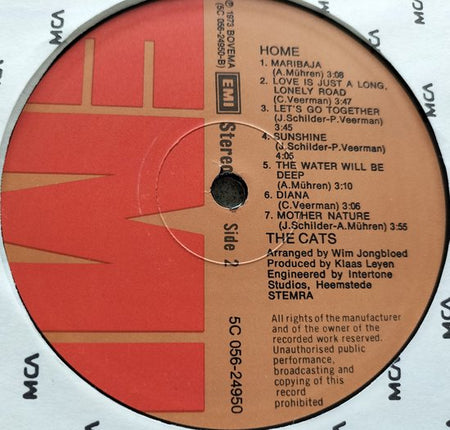 HOME
1. MARIBAJA
(A.Mühren) 3:08
2. LOVE IS JUST A LONG,
LONELY ROAD
(C.Veerman) 3:47
3. LET'S GO TOGETHER
(J.Schilder-P.Veerman)
3:45
4. SUNSHINE
(J.Schilder-P.Veerman)
4:05
5. THE WATER WILL BE
DEEP
(A.Mühren) 3:10
6. DIANA
(C.Veerman) 3:06
7. MOTHER NATURE
(J.Schilder-A.Mühren) 3:55
THE CATS
Arranged by Wim Jongbloed
Produced by Klaas Leyen
Engineered by Intertone
Studios, Heemstede
STEMRA
All rights of the manufacturer
and of the owner of the
recorded work reserved.
Unauthorised public
performance,
broadcasting and
copying of this
record
prohibited
℗ 1973 BOVEMA
(5C 056-24950-B)
EMI
Stereo
Side 2
5C 056-24950
EMI
MCA
MCA
MCA
MCA
MCA
MCA
MCA